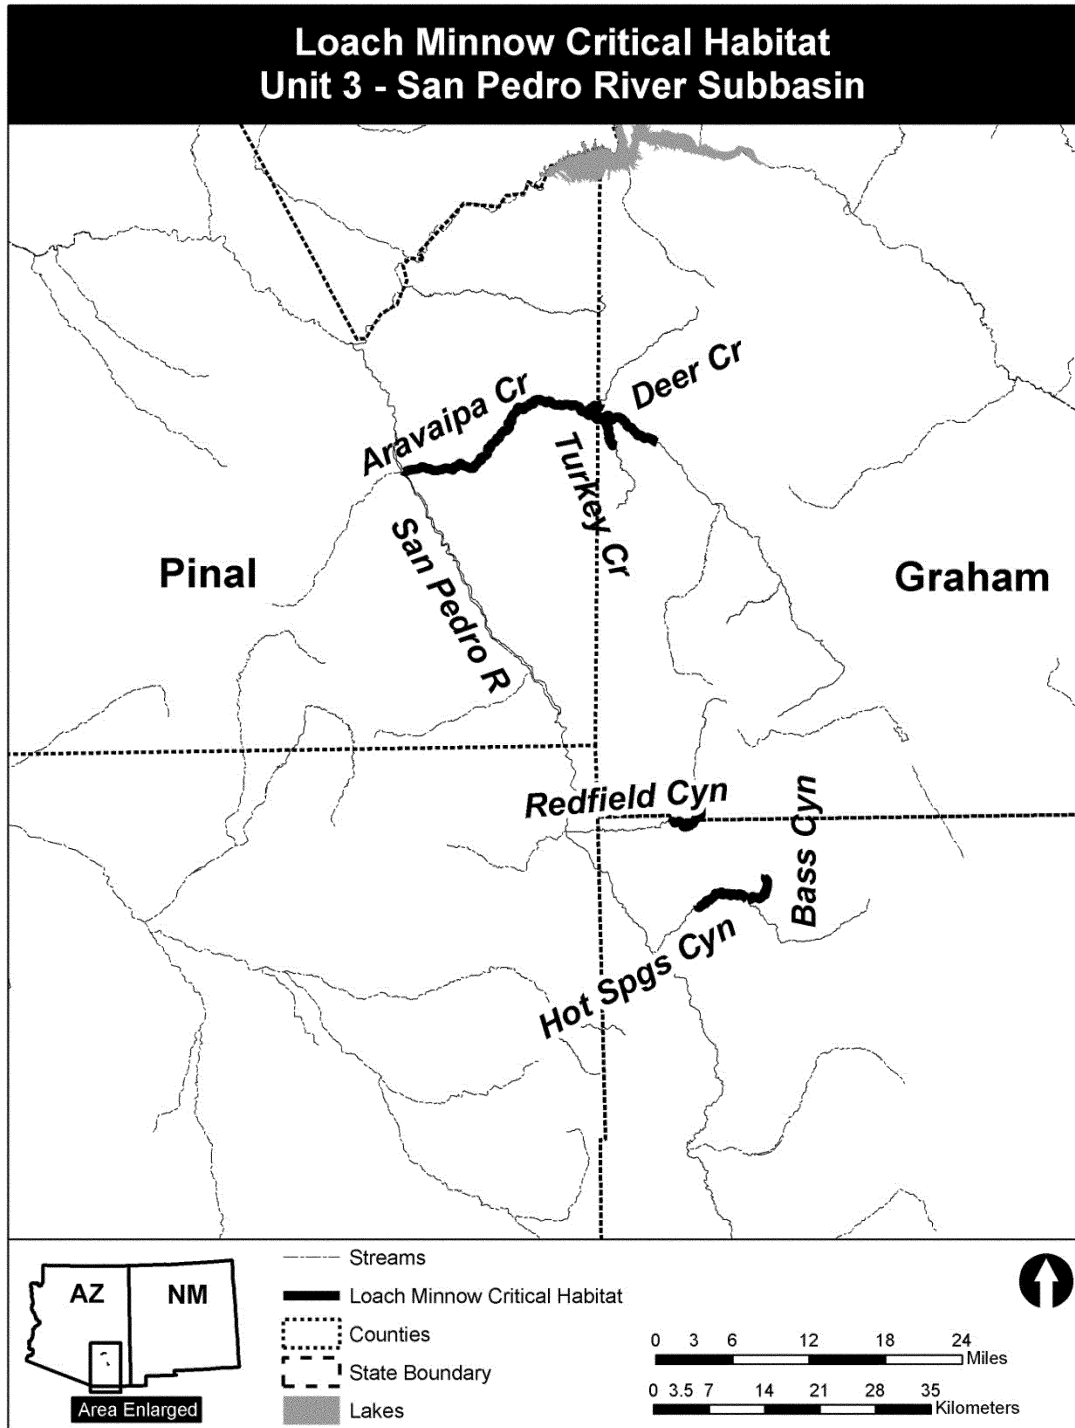 Loach Minnow Critical Habitat
Unit 3 - San Pedro River Subbasin
Deer Cr
Aravaipa Cr
Turkey Cr
San Pedro R
Pinal
Graham
Redfield Cyn
Bass Cyn
Hot Spgs Cyn
AZ
NM
Area Enlarged
Streams
Loach Minnow Critical Habitat
Counties
State Boundary
Lakes
0 3 6 12 18 24
Miles
0 3.5 7 14 21 28 35
Kilometers